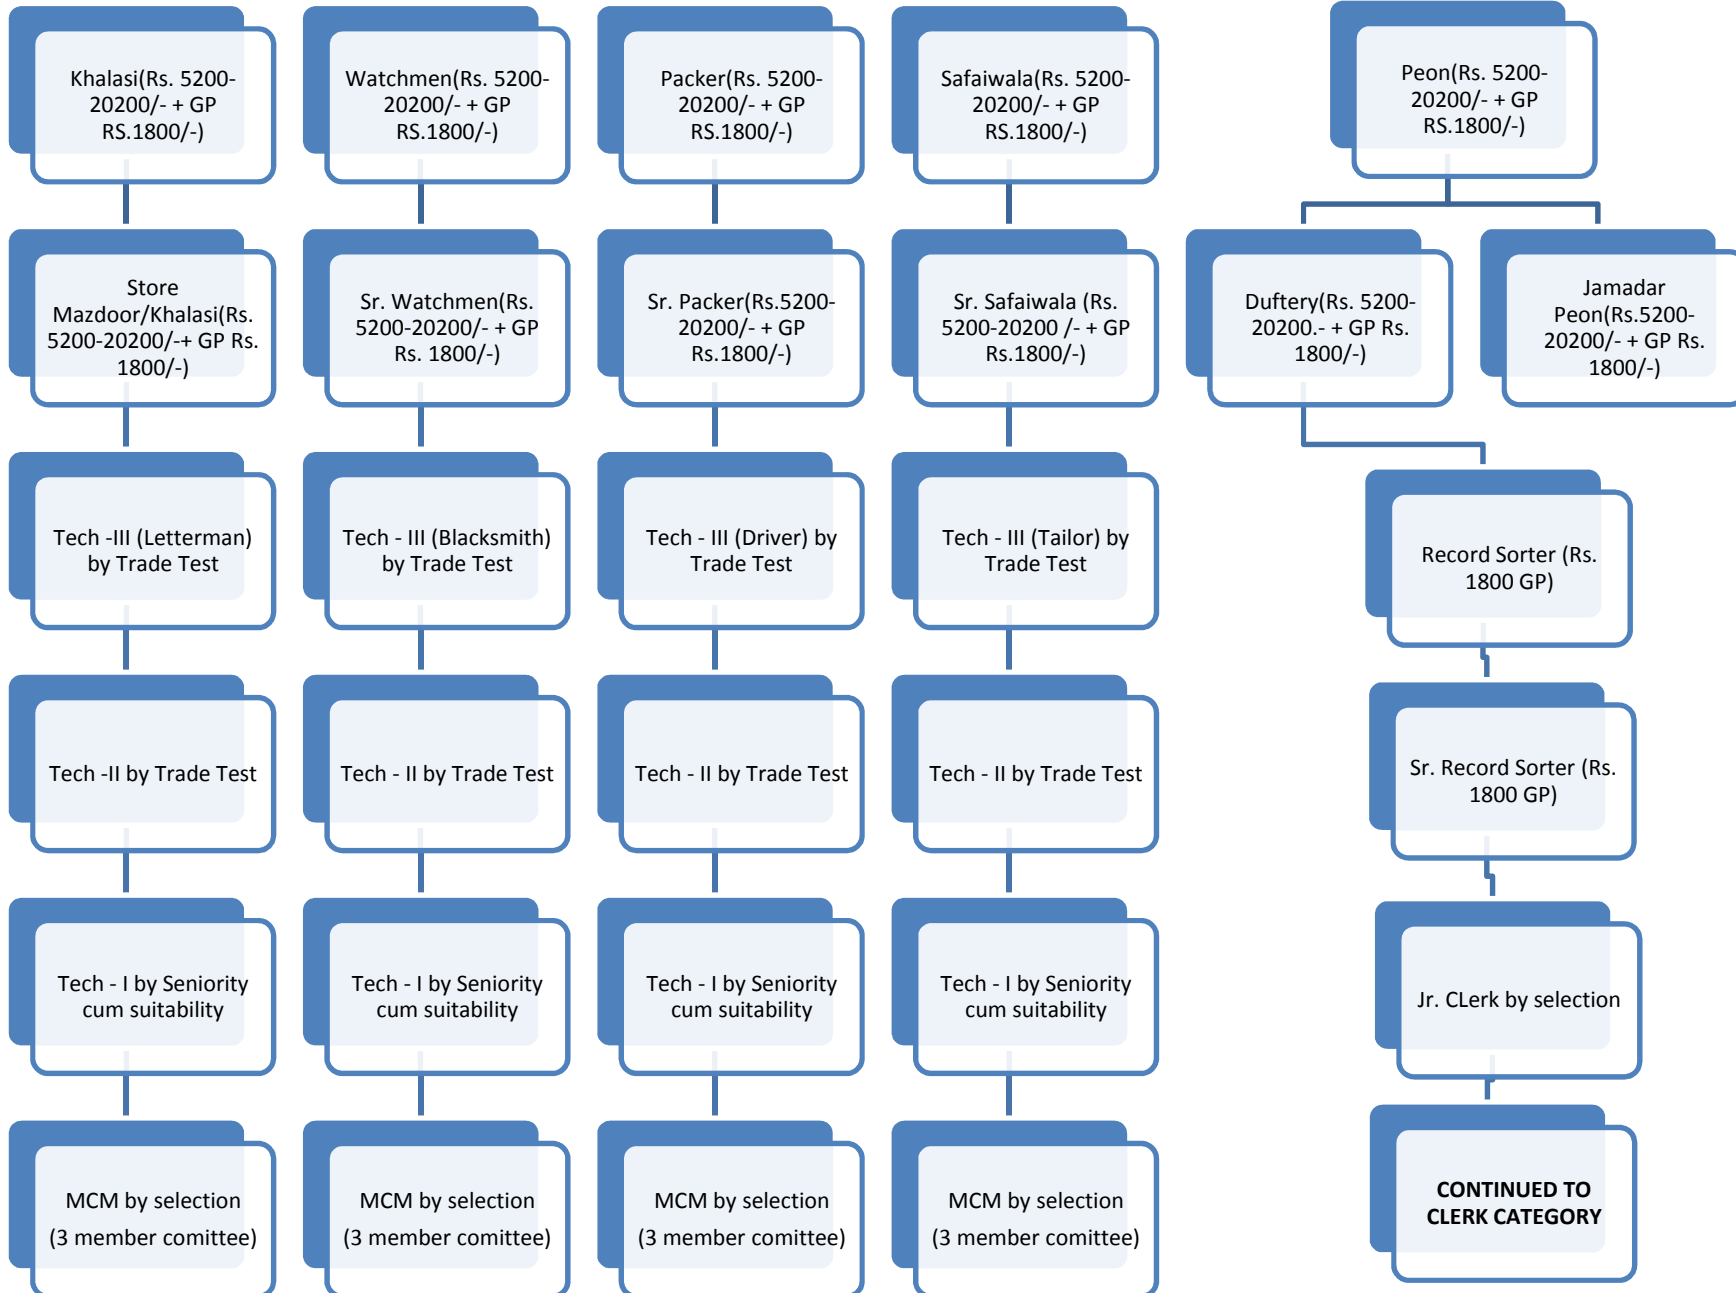 Khalasi(Rs. 5200-
20200/- + GP
RS.1800/-)
Watchmen(Rs. 5200-
20200/- + GP
RS.1800/-)
Packer(Rs. 5200-
20200/- + GP
RS.1800/-)
Safaiwala(Rs. 5200-
20200/- + GP
RS.1800/-)
Peon(Rs. 5200-
20200/- + GP
RS.1800/-)
Store
Mazdoor/Khalasi(Rs.
5200-20200/-+ GP Rs.
1800/-)
Sr. Watchmen(Rs.
5200-20200/- + GP
Rs. 1800/-)
Sr. Packer(Rs.5200-
20200/- + GP
Rs.1800/-)
Sr. Safaiwala (Rs.
5200-20200 /- + GP
Rs.1800/-)
Duftery(Rs. 5200-
20200.- + GP Rs.
1800/-)
Jamadar
Peon(Rs.5200-
20200/- + GP Rs.
1800/-)
Tech -III (Letterman)
by Trade Test
Tech - III (Blacksmith)
by Trade Test
Tech - III (Driver) by
Trade Test
Tech - III (Tailor) by
Trade Test
Record Sorter (Rs.
1800 GP)
Tech -II by Trade Test
Tech - II by Trade Test
Tech - II by Trade Test
Tech - II by Trade Test
Sr. Record Sorter (Rs.
1800 GP)
Tech - I by Seniority
cum suitability
Tech - I by Seniority
cum suitability
Tech - I by Seniority
cum suitability
Tech - I by Seniority
cum suitability
Jr. CLerk by selection
MCM by selection
(3 member comittee)
MCM by selection
(3 member comittee)
MCM by selection
(3 member comittee)
MCM by selection
(3 member comittee)
CONTINUED TO
CLERK CATEGORY